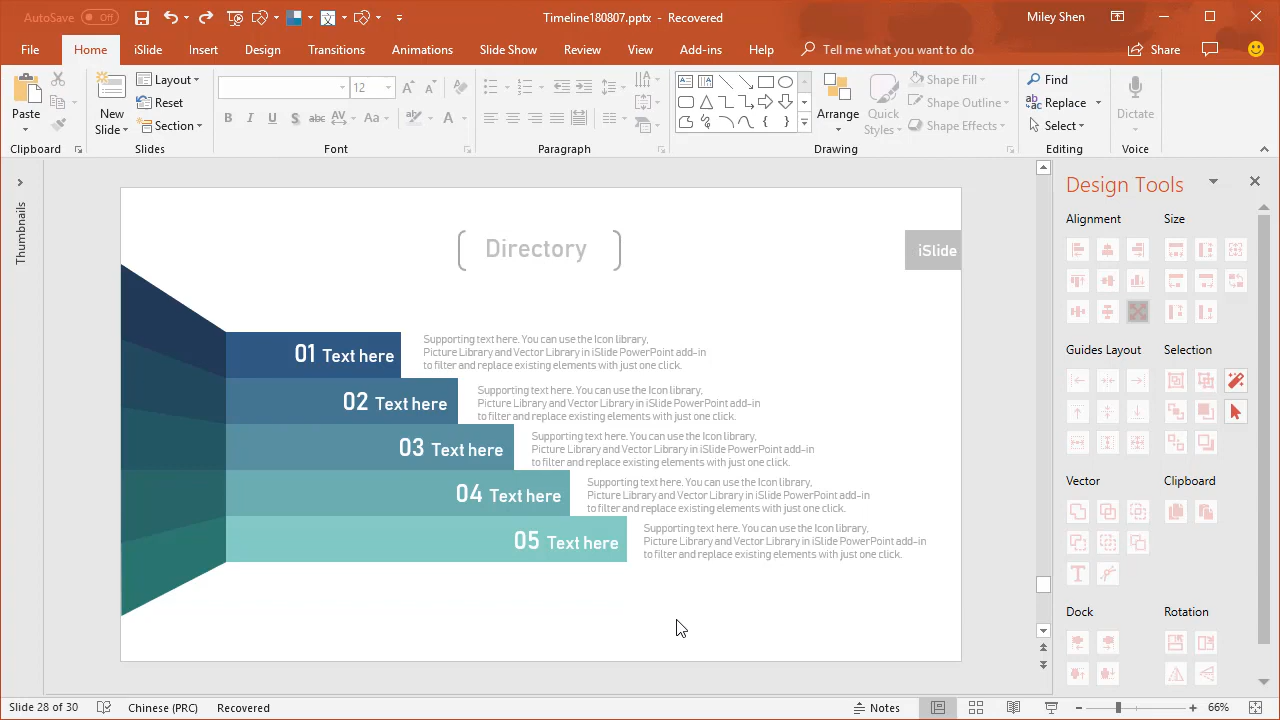 AutoSave Off Timeline180807.pptx - Recovered Miley Shen
File Home iSlide Insert Design Transitions Animations Slide Show Review View Add-ins Help Tell me what you want to do Share
Paste New Slide Layout Reset Section 12 Arrange Quick Styles Shape Fill Shape Outline Shape Effects Find Replace Select Dictate
Clipboard Slides Font Paragraph Drawing Editing Voice
Thumbnails
Directory
iSlide
01 Text here
Supporting text here. You can use the Icon library,
Picture Library and Vector Library in iSlide PowerPoint add-in
to filter and replace existing elements with just one click.
02 Text here
Supporting text here. You can use the Icon library,
Picture Library and Vector Library in iSlide PowerPoint add-in
to filter and replace existing elements with just one click.
03 Text here
Supporting text here. You can use the Icon library,
Picture Library and Vector Library in iSlide PowerPoint add-in
to filter and replace existing elements with just one click.
04 Text here
Supporting text here. You can use the Icon library,
Picture Library and Vector Library in iSlide PowerPoint add-in
to filter and replace existing elements with just one click.
05 Text here
Supporting text here. You can use the Icon library,
Picture Library and Vector Library in iSlide PowerPoint add-in
to filter and replace existing elements with just one click.
Design Tools
Alignment Size
Guides Layout Selection
Vector Clipboard
Dock Rotation
Slide 28 of 30 Chinese (PRC) Recovered Notes 66%